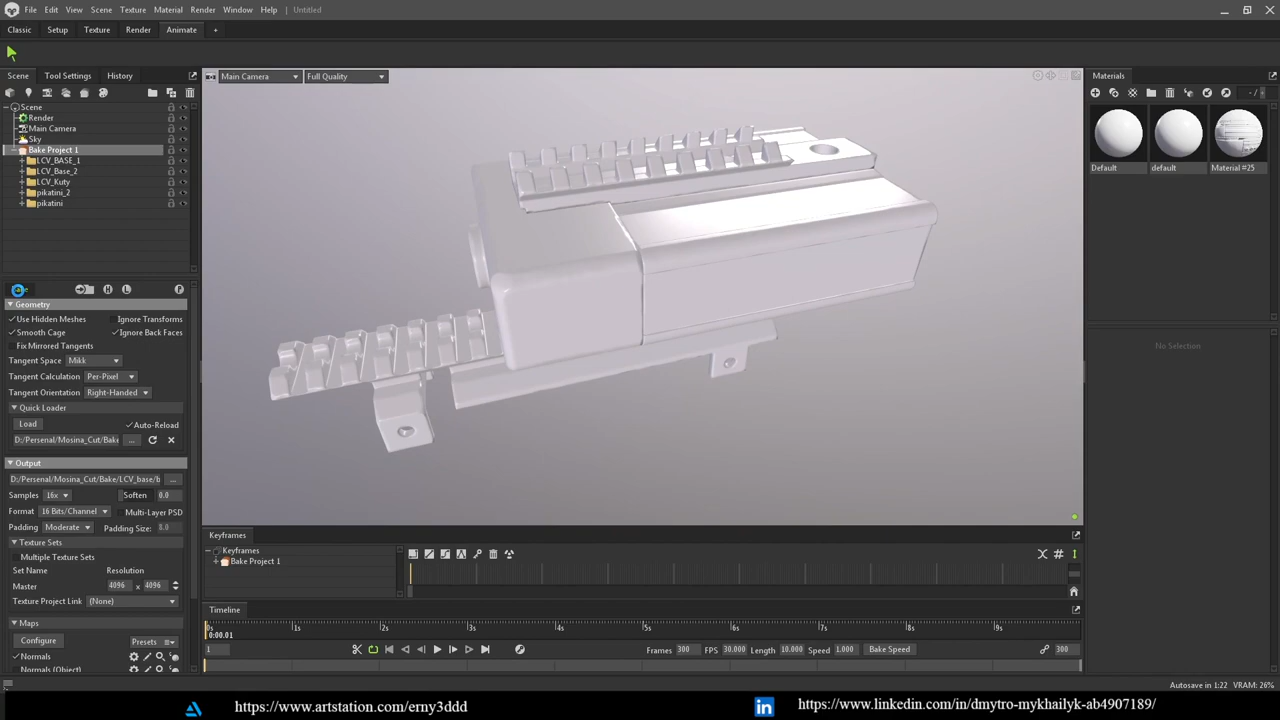 File Edit View Scene Texture Material Render Window Help Untitled
Classic Setup Texture Render Animate +
Scene Tool Settings History
Main Camera Full Quality
Materials
Scene
Render
Main Camera
Sky
Bake Project 1
LCV_BASE_1
LCV_Base_2
LCV_Kuty
pikatini_2
pikatini
Default default Material #25
No Selection
Geometry
Use Hidden Meshes Ignore Transforms
Smooth Cage Ignore Back Faces
Fix Mirrored Tangents
Tangent Space Mikk
Tangent Calculation Per-Pixel
Tangent Orientation Right-Handed
Quick Loader
Load Auto-Reload
D:/Persenal/Mosina_Cut/Bake ...
Output
D:/Persenal/Mosina_Cut/Bake/LCV_base/b ...
Samples 16x Soften 0.0
Format 16 Bits/Channel Multi-Layer PSD
Padding Moderate Padding Size: 8.0
Texture Sets
Multiple Texture Sets
Set Name Resolution
Master 4096 x 4096
Texture Project Link (None)
Maps
Configure Presets
Normals
Normals (Object)
Keyframes
Keyframes
Bake Project 1
Timeline
0s 1s 2s 3s 4s 5s 6s 7s 8s 9s
0:00.01
1 Frames 300 FPS 30.000 Length 10.000 Speed 1.000 Bake Speed 300
Autosave in 1:22 VRAM: 26%
https://www.artstation.com/erny3ddd
https://www.linkedin.com/in/dmytro-mykhailyk-ab4907189/